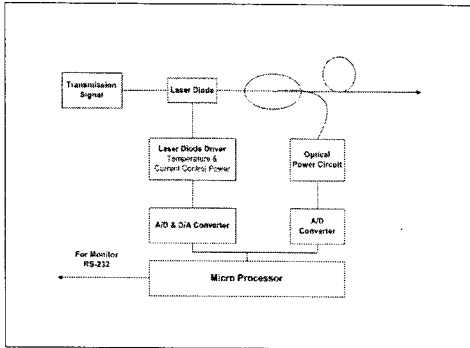 Transmission
Signal
Laser Diode
Laser Diode Driver
Temperature &
Current Control Power
Optical
Power Circuit
A/D & D/A Converter
A/D
Converter
For Monitor
RS-232
Micro Processor